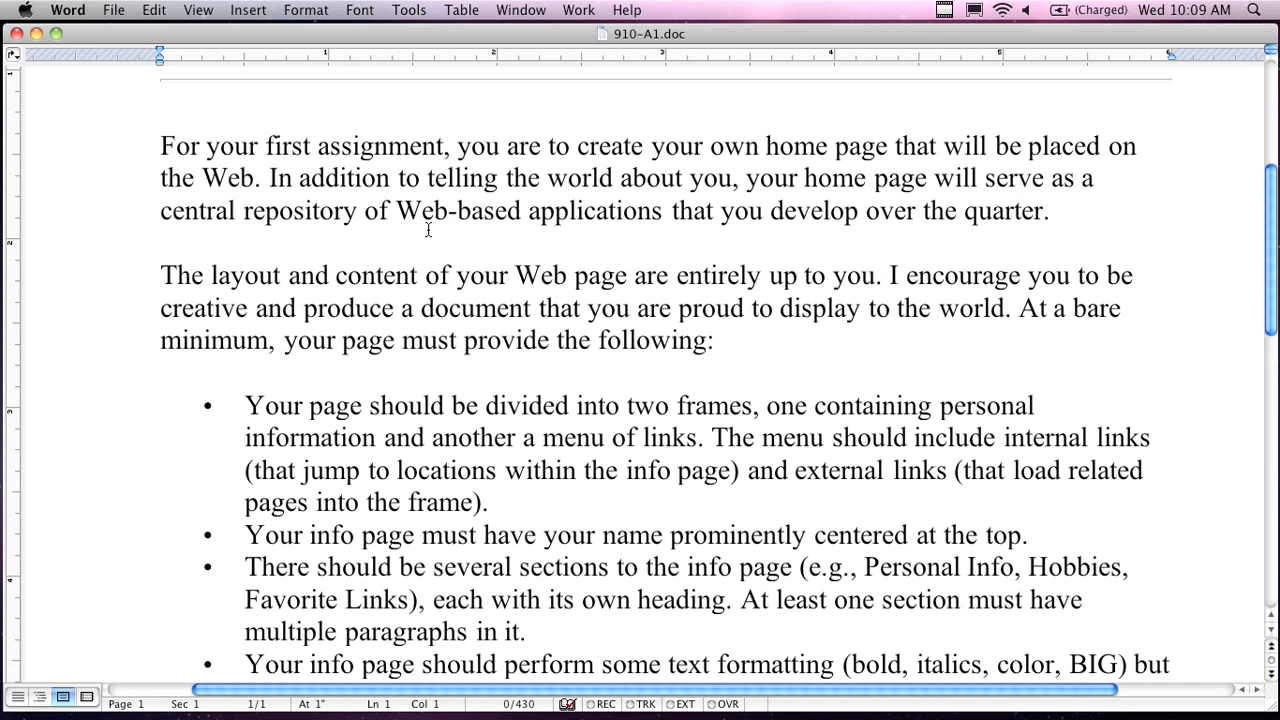 Word File Edit View Insert Format Font Tools Table Window Work Help (Charged) Wed 10:09 AM
910-A1.doc
1 2 3 4 5 6
For your first assignment, you are to create your own home page that will be placed on
the Web. In addition to telling the world about you, your home page will serve as a
central repository of Web-based applications that you develop over the quarter.
The layout and content of your Web page are entirely up to you. I encourage you to be
creative and produce a document that you are proud to display to the world. At a bare
minimum, your page must provide the following:
• Your page should be divided into two frames, one containing personal
information and another a menu of links. The menu should include internal links
(that jump to locations within the info page) and external links (that load related
pages into the frame).
• Your info page must have your name prominently centered at the top.
• There should be several sections to the info page (e.g., Personal Info, Hobbies,
Favorite Links), each with its own heading. At least one section must have
multiple paragraphs in it.
• Your info page should perform some text formatting (bold, italics, color, BIG) but
1
2
3
4
Page 1 Sec 1 1/1 At 1" Ln 1 Col 1 0/430 REC TRK EXT OVR